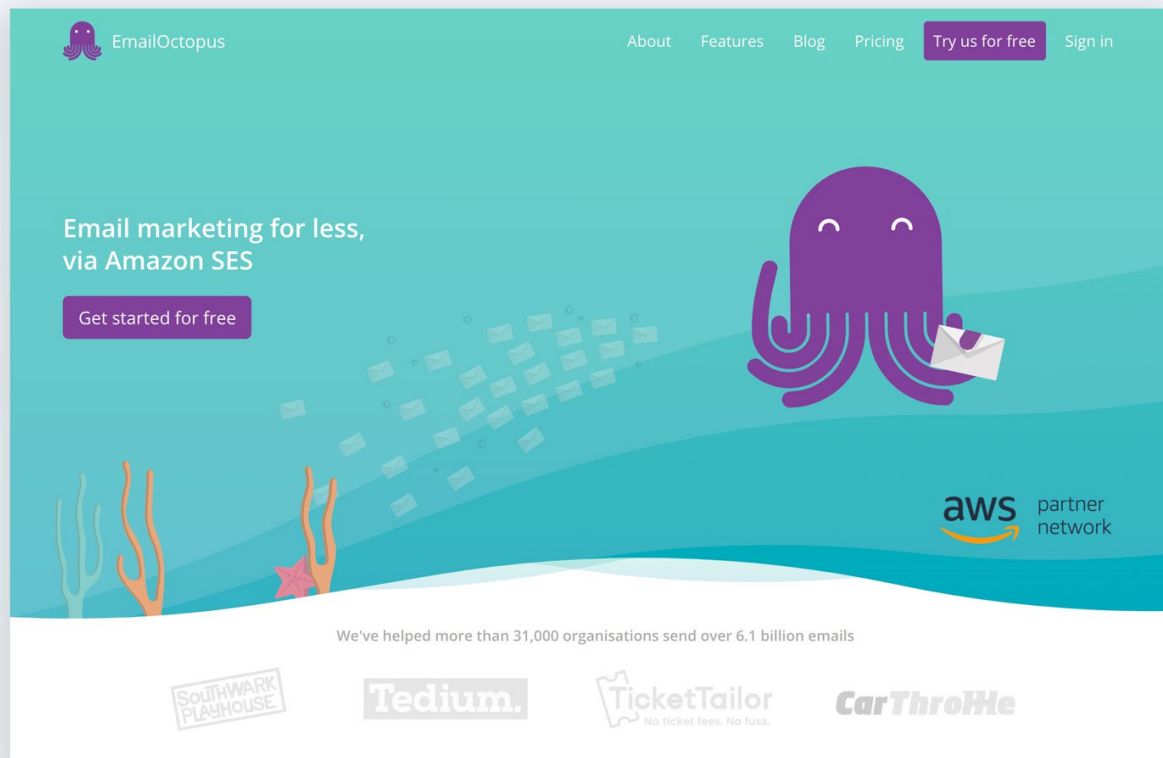 EmailOctopus
About Features Blog Pricing Try us for free Sign in
Email marketing for less,
via Amazon SES
Get started for free
aws partner
network
We've helped more than 31,000 organisations send over 6.1 billion emails
SOUTHWARK
PLAYHOUSE
Tedium.
TicketTailor
No ticket fees. No fuss.
CarThrottle